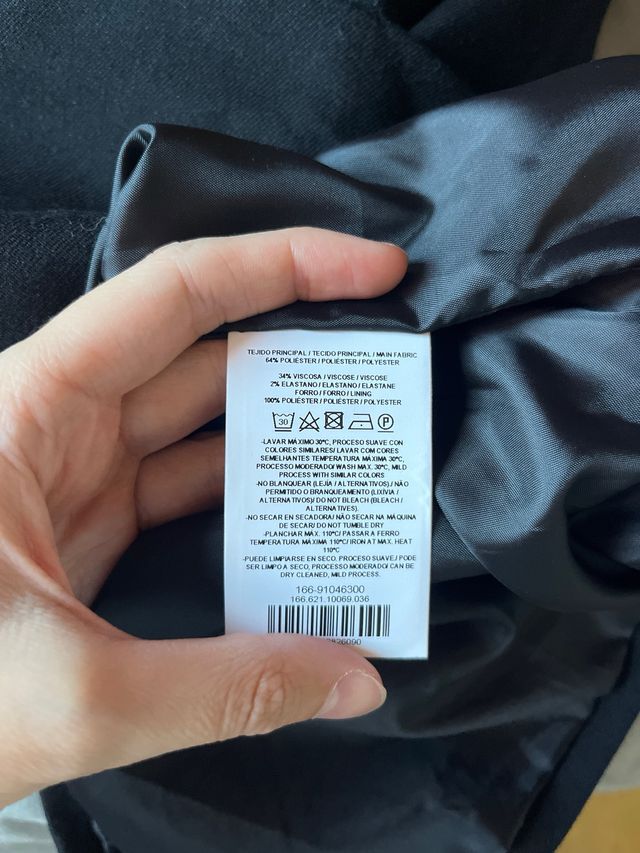 TEJIDO PRINCIPAL / TECIDO PRINCIPAL / MAIN FABRIC
64% POLIÉSTER / POLIÉSTER / POLYESTER
34% VISCOSA / VISCOSE / VISCOSE
2% ELASTANO / ELASTANO / ELASTANE
FORRO / FORRO / LINING
100% POLIÉSTER / POLIÉSTER / POLYESTER
30 P
-LAVAR MÁXIMO 30ºC, PROCESO SUAVE CON
COLORES SIMILARES/ LAVAR COM CORES
SEMELHANTES TEMPERATURA MÁXIMA 30ºC,
PROCESSO MODERADO/ WASH MAX. 30ºC, MILD
PROCESS WITH SIMILAR COLORS
-NO BLANQUEAR (LEJÍA / ALTERNATIVOS)./ NÃO
PERMITIDO O BRANQUEAMENTO (LIXÍVIA /
ALTERNATIVAS)/ DO NOT BLEACH (BLEACH /
ALTERNATIVES).
-NO SECAR EN SECADORA/ NÃO SECAR NA MÁQUINA
DE SECAR/ DO NOT TUMBLE DRY
-PLANCHAR MAX. 110ºC/ PASSAR A FERRO
TEMPERATURA MÁXIMA 110ºC/ IRON AT MAX. HEAT
110ºC
-PUEDE LIMPIARSE EN SECO, PROCESO SUAVE/ PODE
SER LIMPO A SECO, PROCESSO MODERADO/ CAN BE
DRY CLEANED, MILD PROCESS.
166-91046300
166.621.10069.036